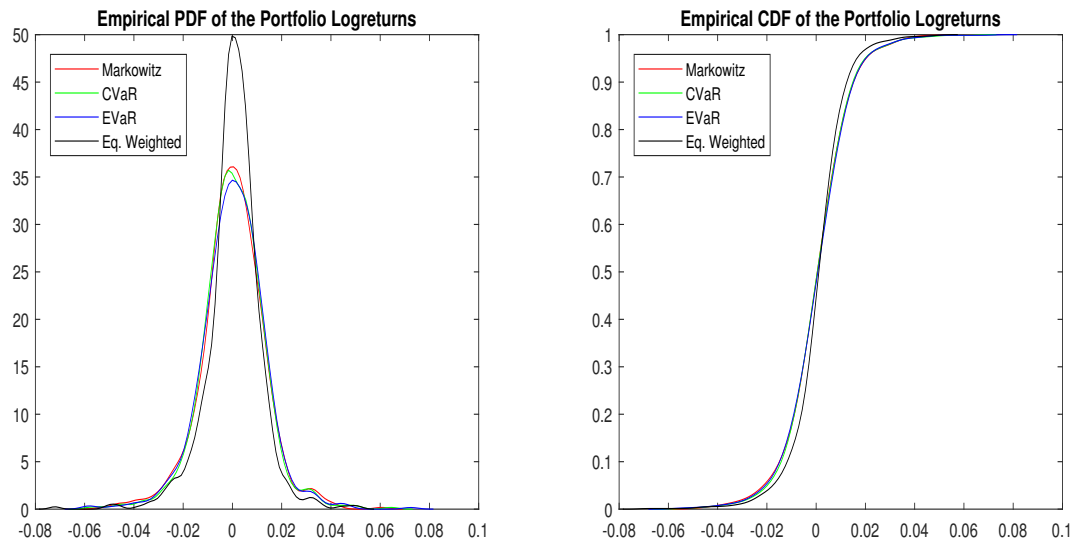 Empirical PDF of the Portfolio Logreturns
50
45
40
35
30
25
20
15
10
5
0
Markowitz
CVaR
EVaR
Eq. Weighted
-0.08 -0.06 -0.04 -0.02 0 0.02 0.04 0.06 0.08 0.1
Empirical CDF of the Portfolio Logreturns
1
0.9
0.8
0.7
0.6
0.5
0.4
0.3
0.2
0.1
0
Markowitz
CVaR
EVaR
Eq. Weighted
-0.08 -0.06 -0.04 -0.02 0 0.02 0.04 0.06 0.08 0.1